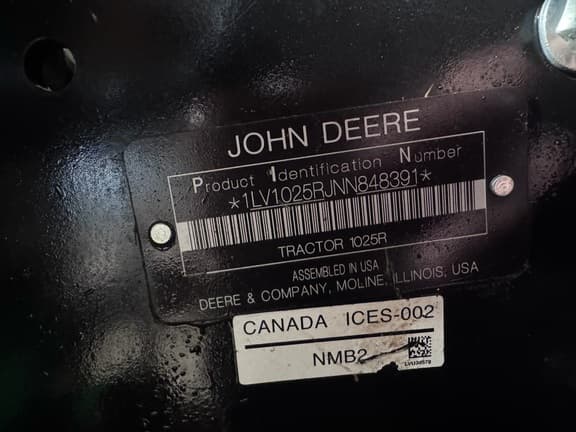 JOHN DEERE
Product Identification Number
*1LV1025RJNN848391*
TRACTOR 1025R
ASSEMBLED IN USA
DEERE & COMPANY, MOLINE, ILLINOIS, USA
CANADA ICES-002
NMB2